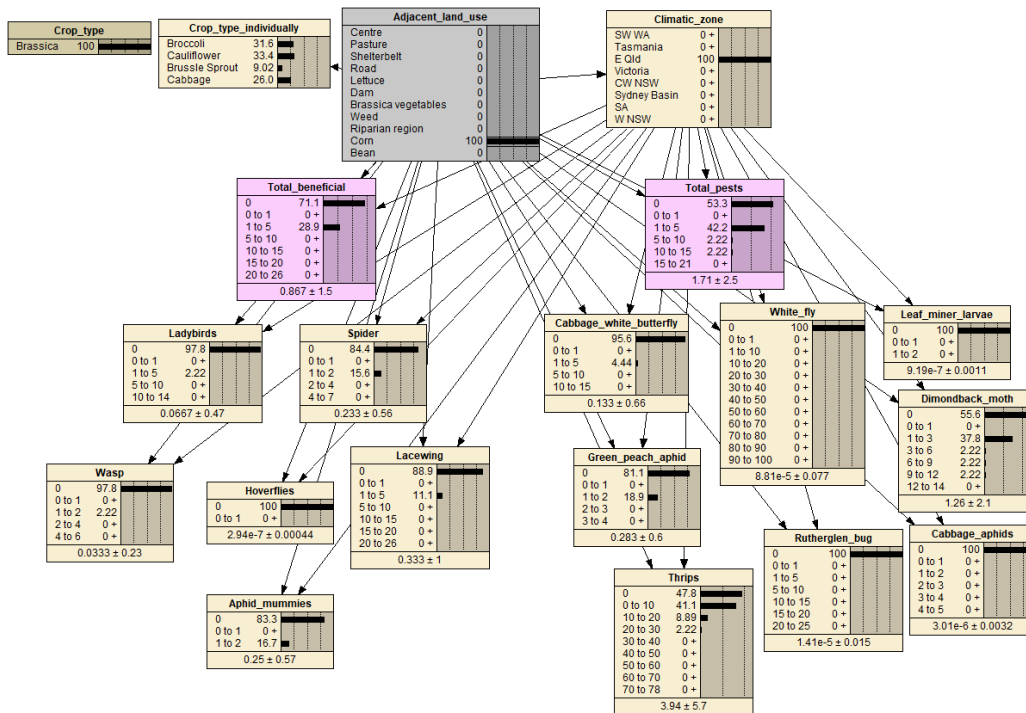 Crop_type
Brassica 100
Crop_type_individually
Broccoli 31.6
Cauliflower 33.4
Brussle Sprout 9.02
Cabbage 26.0
Adjacent_land_use
Centre 0
Pasture 0
Shelterbelt 0
Road 0
Lettuce 0
Dam 0
Brassica vegetables 0
Weed 0
Riparian region 0
Corn 100
Bean 0
Climatic_zone
SW WA 0 +
Tasmania 0 +
E Qld 100
Victoria 0 +
CW NSW 0 +
Sydney Basin 0 +
SA 0 +
W NSW 0 +
Total_beneficial
0 71.1
0 to 1 0 +
1 to 5 28.9
5 to 10 0 +
10 to 15 0 +
15 to 20 0 +
20 to 26 0 +
0.867 ± 1.5
Total_pests
0 53.3
0 to 1 0 +
1 to 5 42.2
5 to 10 2.22
10 to 15 2.22
15 to 21 0 +
1.71 ± 2.5
Ladybirds
0 97.8
0 to 1 0 +
1 to 5 2.22
5 to 10 0 +
10 to 14 0 +
0.0667 ± 0.47
Spider
0 84.4
0 to 1 0 +
1 to 2 15.6
2 to 4 0 +
4 to 7 0 +
0.233 ± 0.56
Cabbage_white_butterfly
0 95.6
0 to 1 0 +
1 to 5 4.44
5 to 10 0 +
10 to 15 0 +
0.133 ± 0.66
White_fly
0 100
0 to 1 0 +
1 to 10 0 +
10 to 20 0 +
20 to 30 0 +
30 to 40 0 +
40 to 50 0 +
50 to 60 0 +
60 to 70 0 +
70 to 80 0 +
80 to 90 0 +
90 to 100 0 +
8.81e-5 ± 0.077
Leaf_miner_larvae
0 100
0 to 1 0 +
1 to 2 0 +
9.19e-7 ± 0.0011
Dimondback_moth
0 55.6
0 to 1 0 +
1 to 3 37.8
3 to 6 2.22
6 to 9 2.22
9 to 12 2.22
12 to 14 0 +
1.26 ± 2.1
Wasp
0 97.8
0 to 1 0 +
1 to 2 2.22
2 to 4 0 +
4 to 6 0 +
0.0333 ± 0.23
Hoverflies
0 100
0 to 1 0 +
2.94e-7 ± 0.00044
Lacewing
0 88.9
0 to 1 0 +
1 to 5 11.1
5 to 10 0 +
10 to 15 0 +
15 to 20 0 +
20 to 26 0 +
0.333 ± 1
Green_peach_aphid
0 81.1
0 to 1 0 +
1 to 2 18.9
2 to 3 0 +
3 to 4 0 +
0.283 ± 0.6
Rutherglen_bug
0 100
0 to 1 0 +
1 to 5 0 +
5 to 10 0 +
10 to 15 0 +
15 to 20 0 +
20 to 25 0 +
1.41e-5 ± 0.015
Cabbage_aphids
0 100
0 to 1 0 +
1 to 2 0 +
2 to 3 0 +
3 to 4 0 +
4 to 5 0 +
3.01e-6 ± 0.0032
Aphid_mummies
0 83.3
0 to 1 0 +
1 to 2 16.7
0.25 ± 0.57
Thrips
0 47.8
0 to 10 41.1
10 to 20 8.89
20 to 30 2.22
30 to 40 0 +
40 to 50 0 +
50 to 60 0 +
60 to 70 0 +
70 to 78 0 +
3.94 ± 5.7